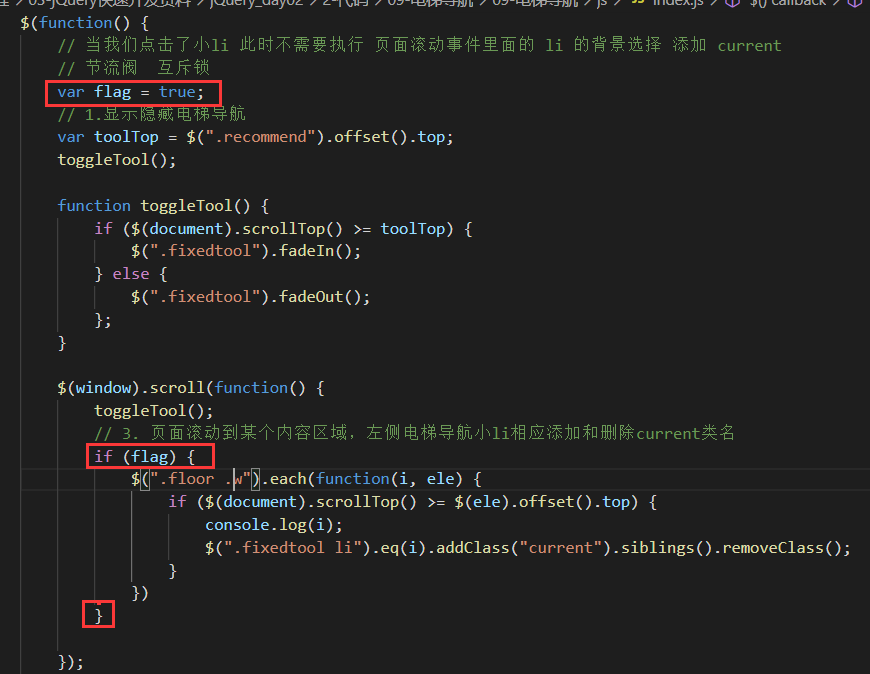 03-jQuery快速开发资料 > jQuery_day02 > 2-代码 > 09-电梯导航 > 09-电梯导航 > js > index.js > $() callback >
$(function() {
// 当我们点击了小li 此时不需要执行 页面滚动事件里面的 li 的背景选择 添加 current
// 节流阀 互斥锁
var flag = true;
// 1.显示隐藏电梯导航
var toolTop = $(".recommend").offset().top;
toggleTool();
function toggleTool() {
if ($(document).scrollTop() >= toolTop) {
$(".fixedtool").fadeIn();
} else {
$(".fixedtool").fadeOut();
};
}
$(window).scroll(function() {
toggleTool();
// 3. 页面滚动到某个内容区域，左侧电梯导航小li相应添加和删除current类名
if (flag) {
$(".floor .w").each(function(i, ele) {
if ($(document).scrollTop() >= $(ele).offset().top) {
console.log(i);
$(".fixedtool li").eq(i).addClass("current").siblings().removeClass();
}
})
}
});